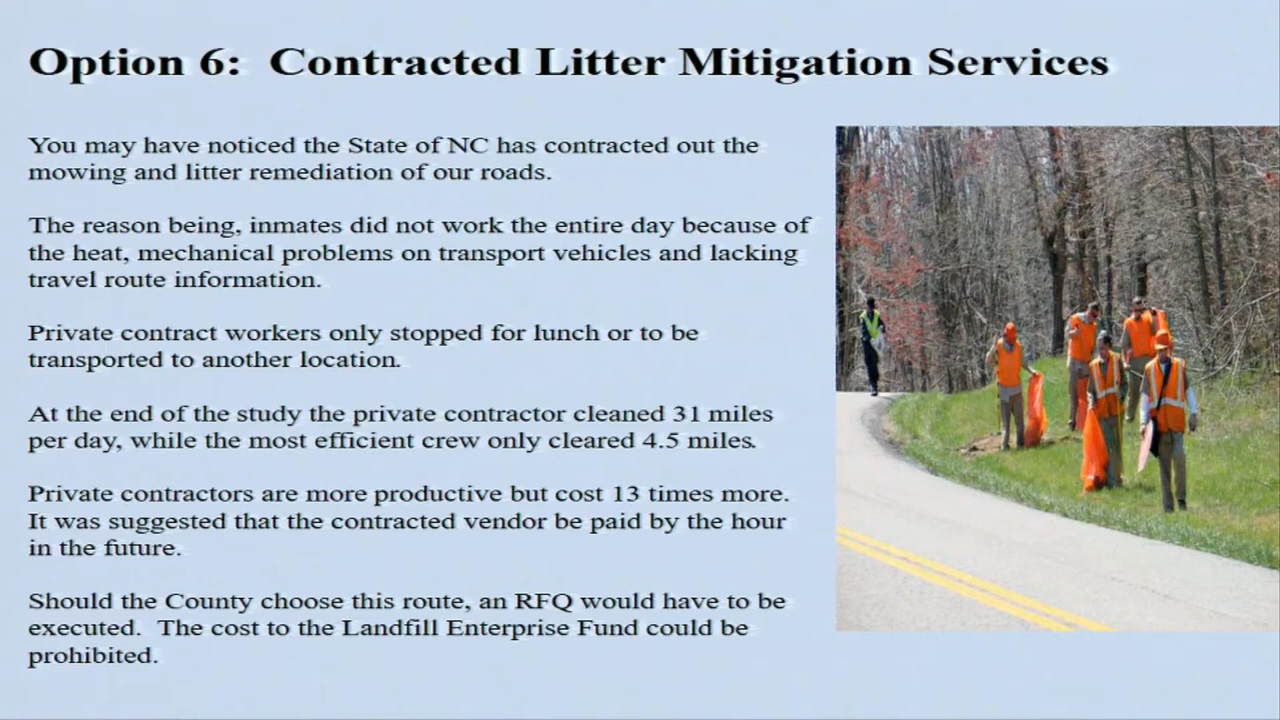 Option 6: Contracted Litter Mitigation Services
You may have noticed the State of NC has contracted out the
mowing and litter remediation of our roads.
The reason being, inmates did not work the entire day because of
the heat, mechanical problems on transport vehicles and lacking
travel route information.
Private contract workers only stopped for lunch or to be
transported to another location.
At the end of the study the private contractor cleaned 31 miles
per day, while the most efficient crew only cleared 4.5 miles.
Private contractors are more productive but cost 13 times more.
It was suggested that the contracted vendor be paid by the hour
in the future.
Should the County choose this route, an RFQ would have to be
executed. The cost to the Landfill Enterprise Fund could be
prohibited.